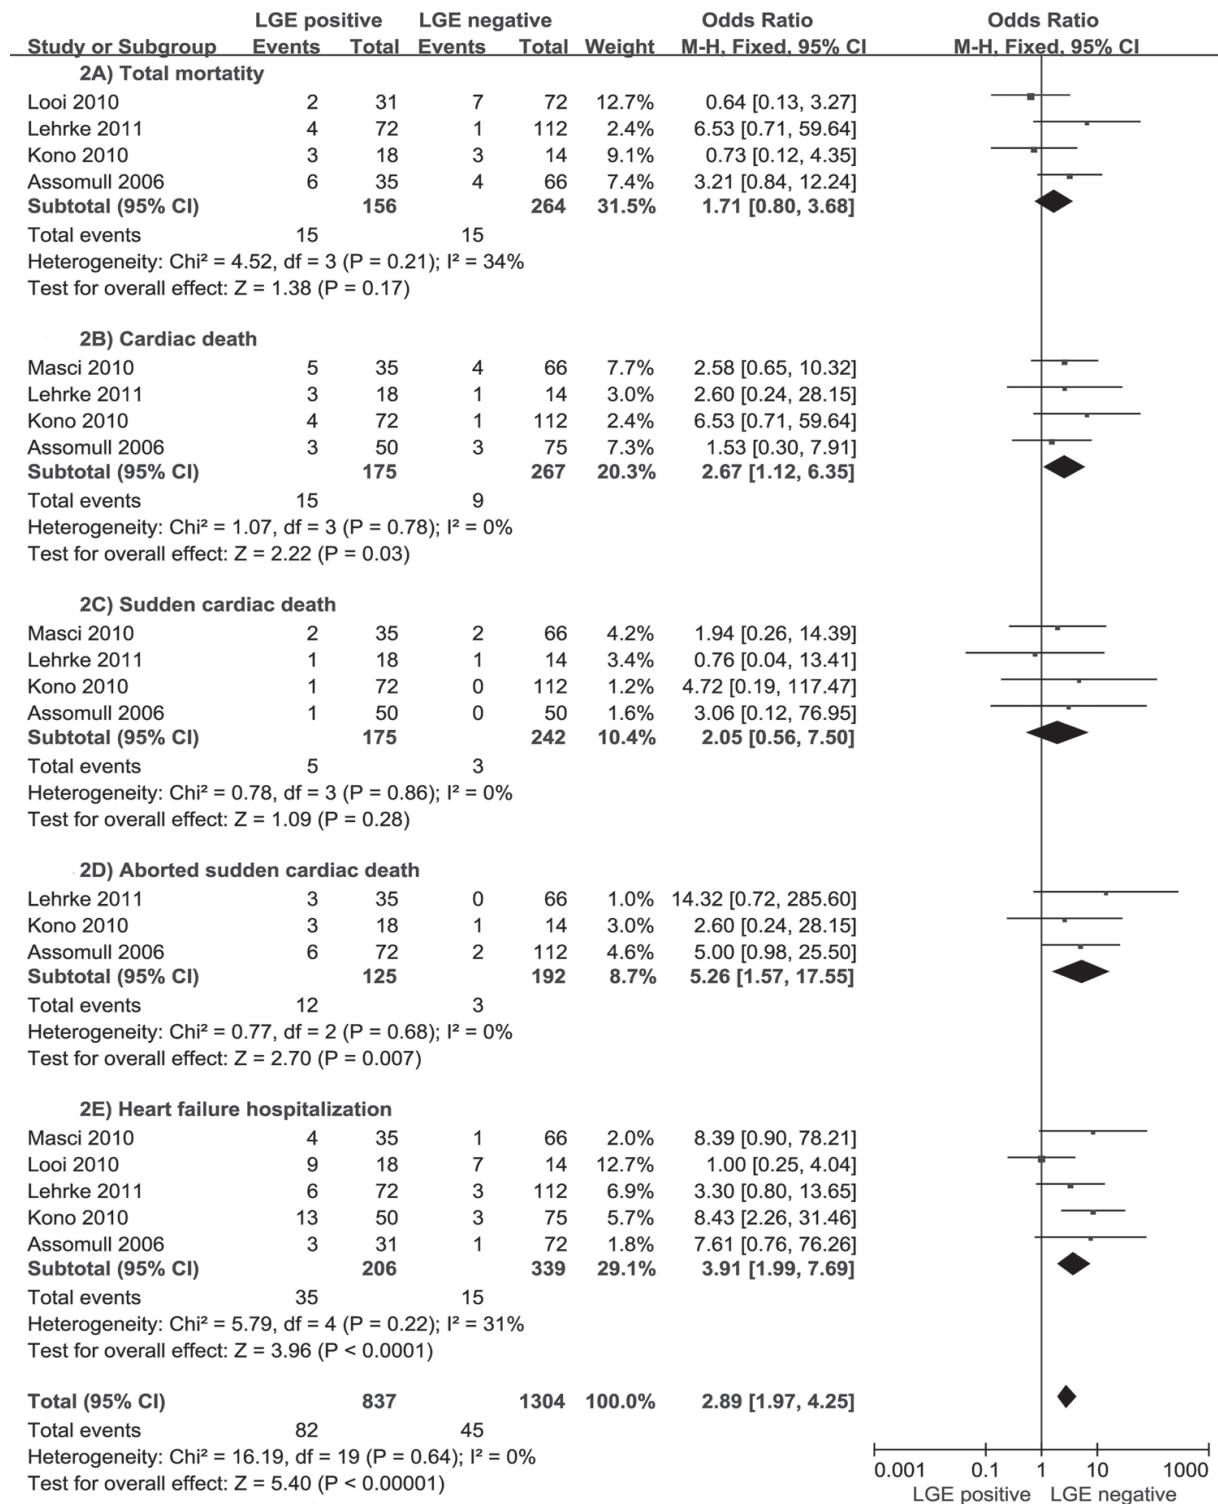 LGE positive LGE negative Odds Ratio Odds Ratio
Study or Subgroup Events Total Events Total Weight M-H, Fixed, 95% CI M-H, Fixed, 95% CI
2A) Total mortatity
Looi 2010 2 31 7 72 12.7% 0.64 [0.13, 3.27]
Lehrke 2011 4 72 1 112 2.4% 6.53 [0.71, 59.64]
Kono 2010 3 18 3 14 9.1% 0.73 [0.12, 4.35]
Assomull 2006 6 35 4 66 7.4% 3.21 [0.84, 12.24]
Subtotal (95% CI) 156 264 31.5% 1.71 [0.80, 3.68]
Total events 15 15
Heterogeneity: Chi² = 4.52, df = 3 (P = 0.21); I² = 34%
Test for overall effect: Z = 1.38 (P = 0.17)
2B) Cardiac death
Masci 2010 5 35 4 66 7.7% 2.58 [0.65, 10.32]
Lehrke 2011 3 18 1 14 3.0% 2.60 [0.24, 28.15]
Kono 2010 4 72 1 112 2.4% 6.53 [0.71, 59.64]
Assomull 2006 3 50 3 75 7.3% 1.53 [0.30, 7.91]
Subtotal (95% CI) 175 267 20.3% 2.67 [1.12, 6.35]
Total events 15 9
Heterogeneity: Chi² = 1.07, df = 3 (P = 0.78); I² = 0%
Test for overall effect: Z = 2.22 (P = 0.03)
2C) Sudden cardiac death
Masci 2010 2 35 2 66 4.2% 1.94 [0.26, 14.39]
Lehrke 2011 1 18 1 14 3.4% 0.76 [0.04, 13.41]
Kono 2010 1 72 0 112 1.2% 4.72 [0.19, 117.47]
Assomull 2006 1 50 0 50 1.6% 3.06 [0.12, 76.95]
Subtotal (95% CI) 175 242 10.4% 2.05 [0.56, 7.50]
Total events 5 3
Heterogeneity: Chi² = 0.78, df = 3 (P = 0.86); I² = 0%
Test for overall effect: Z = 1.09 (P = 0.28)
2D) Aborted sudden cardiac death
Lehrke 2011 3 35 0 66 1.0% 14.32 [0.72, 285.60]
Kono 2010 3 18 1 14 3.0% 2.60 [0.24, 28.15]
Assomull 2006 6 72 2 112 4.6% 5.00 [0.98, 25.50]
Subtotal (95% CI) 125 192 8.7% 5.26 [1.57, 17.55]
Total events 12 3
Heterogeneity: Chi² = 0.77, df = 2 (P = 0.68); I² = 0%
Test for overall effect: Z = 2.70 (P = 0.007)
2E) Heart failure hospitalization
Masci 2010 4 35 1 66 2.0% 8.39 [0.90, 78.21]
Looi 2010 9 18 7 14 12.7% 1.00 [0.25, 4.04]
Lehrke 2011 6 72 3 112 6.9% 3.30 [0.80, 13.65]
Kono 2010 13 50 3 75 5.7% 8.43 [2.26, 31.46]
Assomull 2006 3 31 1 72 1.8% 7.61 [0.76, 76.26]
Subtotal (95% CI) 206 339 29.1% 3.91 [1.99, 7.69]
Total events 35 15
Heterogeneity: Chi² = 5.79, df = 4 (P = 0.22); I² = 31%
Test for overall effect: Z = 3.96 (P < 0.0001)
Total (95% CI) 837 1304 100.0% 2.89 [1.97, 4.25]
Total events 82 45
Heterogeneity: Chi² = 16.19, df = 19 (P = 0.64); I² = 0%
Test for overall effect: Z = 5.40 (P < 0.00001)
0.001 0.1 1 10 1000
LGE positive LGE negative